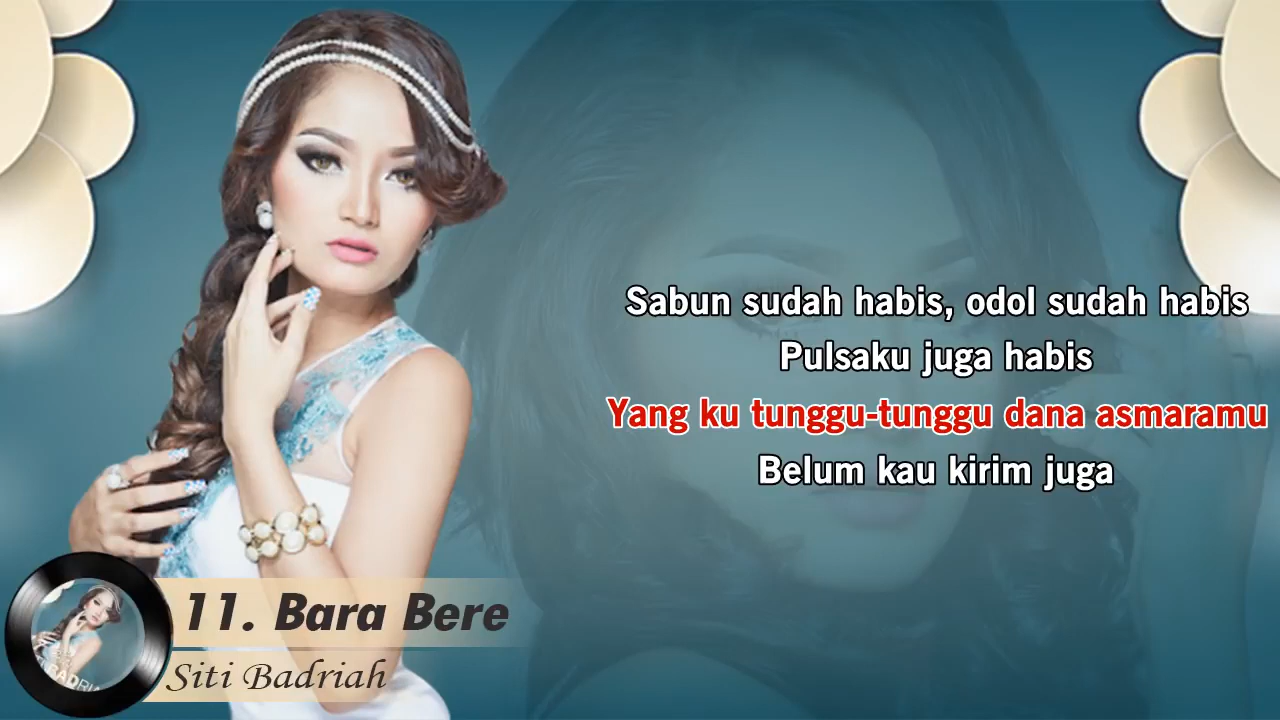 Sabun sudah habis, odol sudah habis
Pulsaku juga habis
Yang ku tunggu-tunggu dana asmaramu
Belum kau kirim juga
11. Bara Bere
Siti Badriah